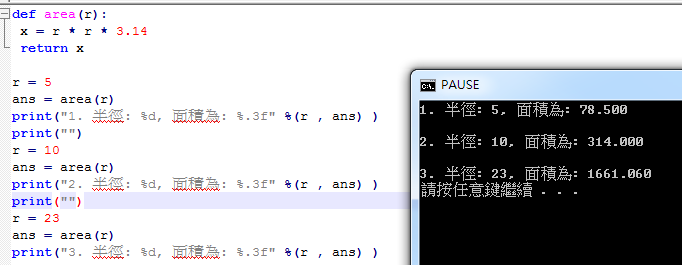 def area(r):
x = r * r * 3.14
return x
r = 5
ans = area(r)
print("1. 半徑: %d, 面積為: %.3f" %(r , ans) )
print("")
r = 10
ans = area(r)
print("2. 半徑: %d, 面積為: %.3f" %(r , ans) )
print("")
r = 23
ans = area(r)
print("3. 半徑: %d, 面積為: %.3f" %(r , ans) )
PAUSE
1. 半徑: 5, 面積為: 78.500
2. 半徑: 10, 面積為: 314.000
3. 半徑: 23, 面積為: 1661.060
請按任意鍵繼續 . . .